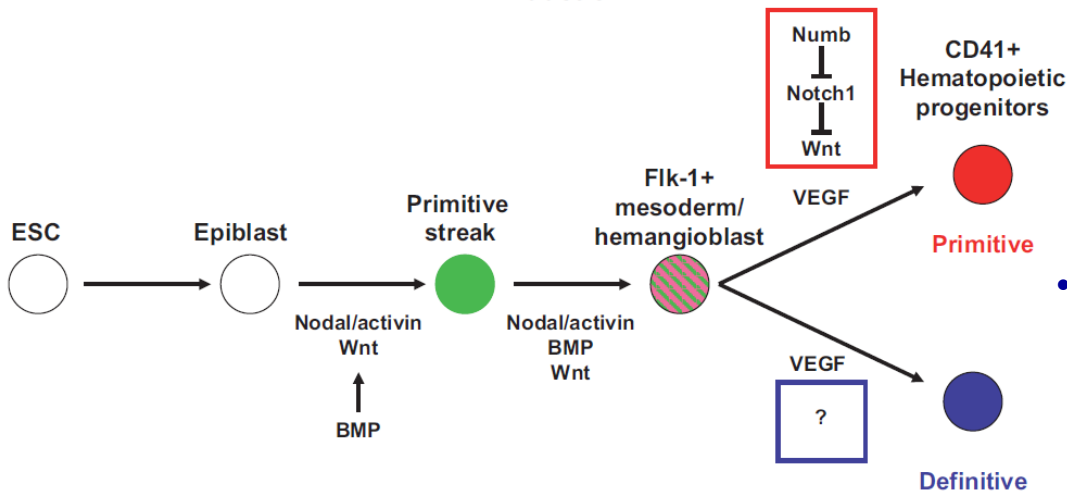 Numb
Notch1
Wnt
CD41+
Hematopoietic
progenitors
VEGF
Primitive
Flk-1+
mesoderm/
hemangioblast
Primitive
streak
Epiblast
ESC
Nodal/activin
Wnt
BMP
Nodal/activin
BMP
Wnt
VEGF
?
Definitive